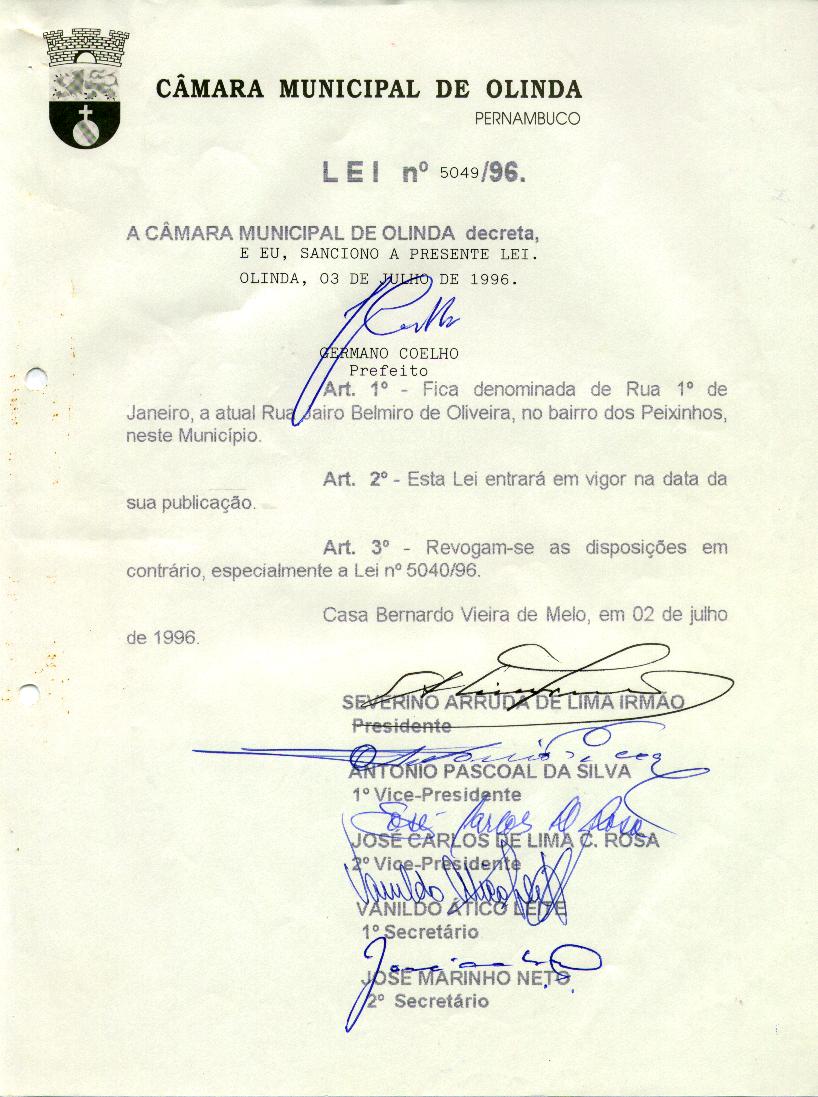 CÂMARA MUNICIPAL DE OLINDA
PERNAMBUCO
LEI nº 5049/96.
A CÂMARA MUNICIPAL DE OLINDA decreta,
E EU, SANCIONO A PRESENTE LEI.
OLINDA, 03 DE JULHO DE 1996.
GERMANO COELHO
Prefeito
Art. 1º - Fica denominada de Rua 1º de
Janeiro, a atual Rua Jairo Belmiro de Oliveira, no bairro dos Peixinhos,
neste Município.
Art. 2º - Esta Lei entrará em vigor na data da
sua publicação.
Art. 3º - Revogam-se as disposições em
contrário, especialmente a Lei nº 5040/96.
Casa Bernardo Vieira de Melo, em 02 de julho
de 1996.
SEVERINO ARRUDA DE LIMA IRMÃO
Presidente
ANTONIO PASCOAL DA SILVA
1º Vice-Presidente
JOSÉ CARLOS DE LIMA C. ROSA
2º Vice-Presidente
VANILDO ÁTICO LEITE
1º Secretário
JOSÉ MARINHO NETO
2º Secretário